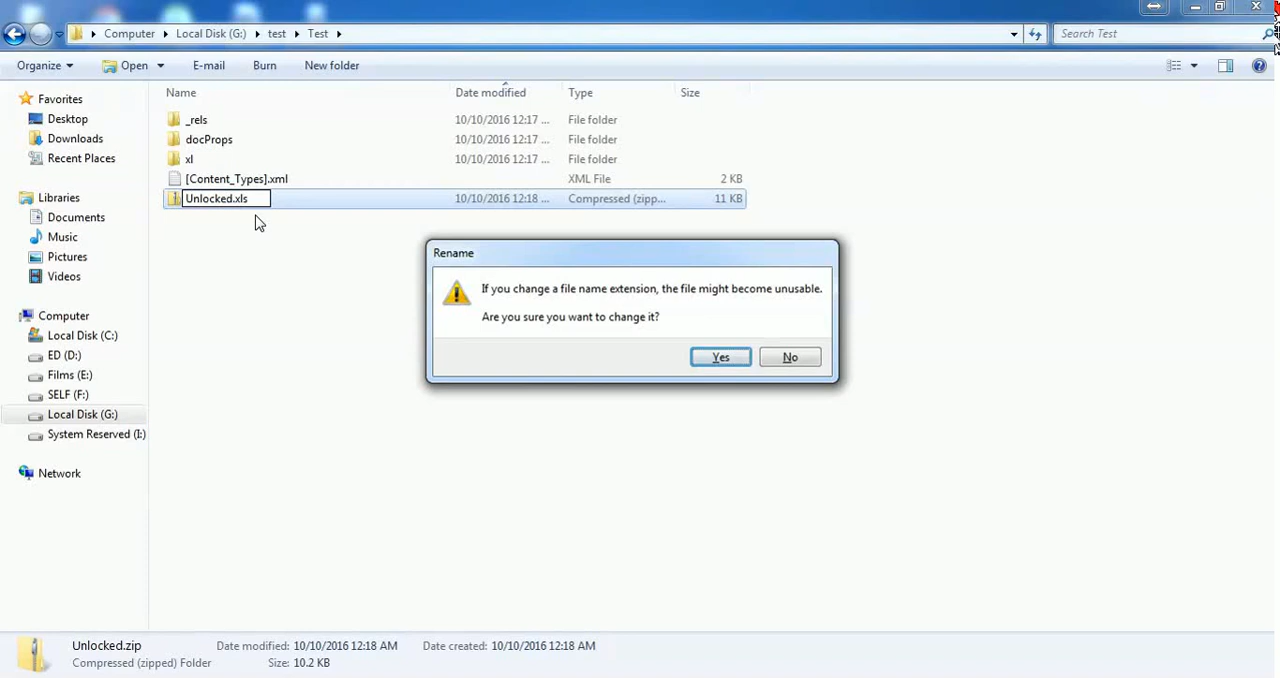 Computer
Local Disk (G:)
test
Test
Search Test
Organize
Open
E-mail
Burn
New folder
Name
Date modified
Type
Size
Favorites
Desktop
Downloads
Recent Places
Libraries
Documents
Music
Pictures
Videos
Computer
Local Disk (C:)
ED (D:)
Films (E:)
SELF (F:)
Local Disk (G:)
System Reserved (I:)
Network
_rels 10/10/2016 12:17 ... File folder
docProps 10/10/2016 12:17 ... File folder
xl 10/10/2016 12:17 ... File folder
[Content_Types].xml XML File 2 KB
Unlocked.xls 10/10/2016 12:18 ... Compressed (zipp... 11 KB
Rename
If you change a file name extension, the file might become unusable.
Are you sure you want to change it?
Yes
No
Unlocked.zip Date modified: 10/10/2016 12:18 AM Date created: 10/10/2016 12:18 AM
Compressed (zipped) Folder Size: 10.2 KB